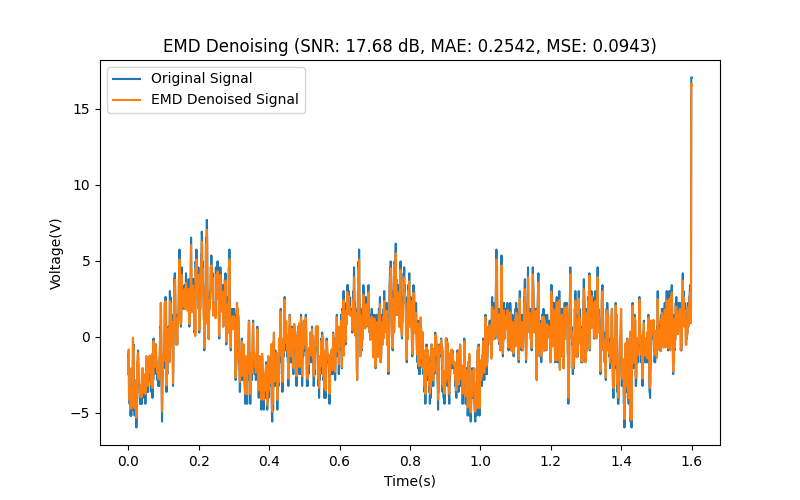 EMD Denoising (SNR: 17.68 dB, MAE: 0.2542, MSE: 0.0943)
Original Signal
EMD Denoised Signal
15
10
5
0
−5
Voltage(V)
0.0 0.2 0.4 0.6 0.8 1.0 1.2 1.4 1.6
Time(s)